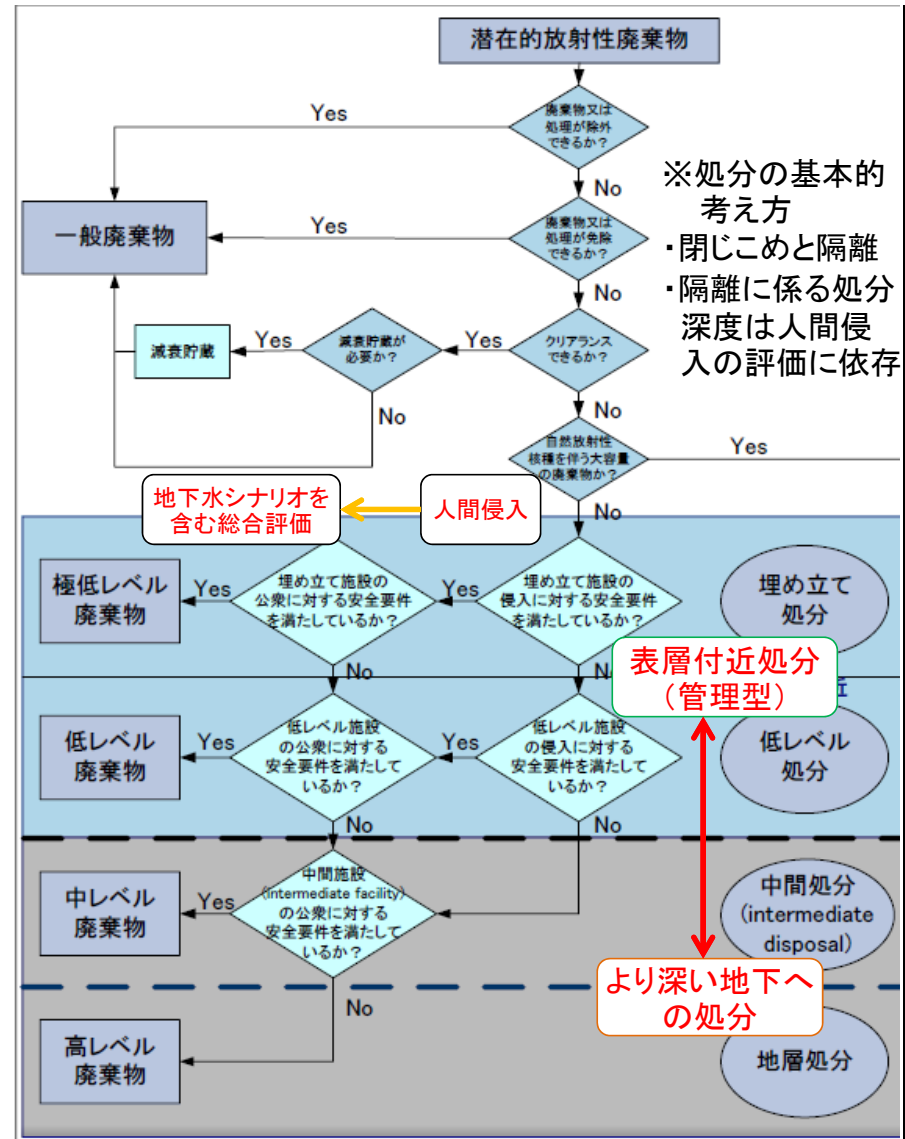 潜在的放射性廃棄物
廃棄物又は
処理が除外
できるか？
Yes
No
※処分の基本的
考え方
・閉じこめと隔離
・隔離に係る処分
深度は人間侵
入の評価に依存
一般廃棄物
Yes
廃棄物又は
処理が免除
できるか？
No
減衰貯蔵
Yes
減衰貯蔵が
必要か？
Yes
クリアランス
できるか？
No
No
自然放射性
核種を伴う大容量
の廃棄物か？
Yes
No
地下水シナリオを
含む総合評価
人間侵入
極低レベル
廃棄物
Yes
埋め立て施設の
公衆に対する安全要件
を満たしているか？
Yes
埋め立て施設の
侵入に対する安全要件
を満たしているか？
埋め立て
処分
No
表層付近処分
（管理型）
近
低レベル
廃棄物
Yes
低レベル施設
の公衆に対する
安全要件を満たして
いるか？
Yes
低レベル施設
の侵入に対する
安全要件を満たして
いるか？
低レベル
処分
No
No
中レベル
廃棄物
Yes
中間施設
(intermediate facility)
の公衆に対する
安全要件を満たして
いるか？
中間処分
(intermediate
disposal)
No
より深い地下へ
の処分
高レベル
廃棄物
地層処分